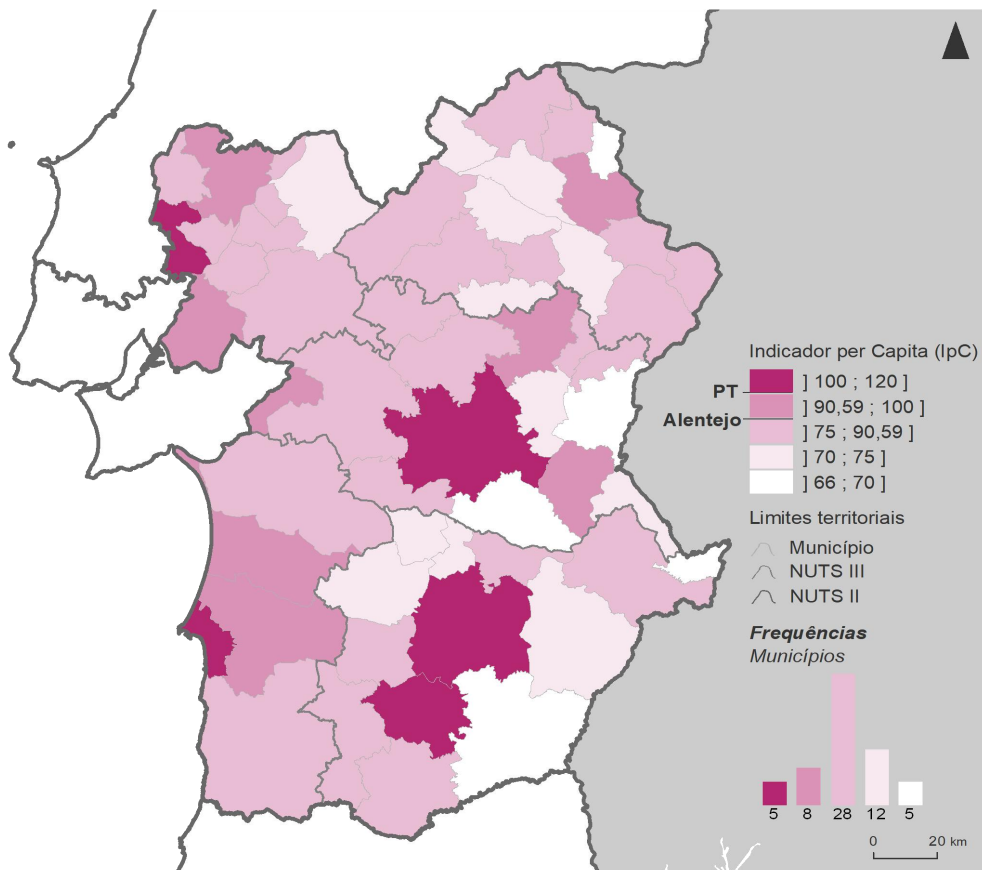 Indicador per Capita (IpC)
] 100 ; 120 ]
PT
] 90,59 ; 100 ]
Alentejo
] 75 ; 90,59 ]
] 70 ; 75 ]
] 66 ; 70 ]
Limites territoriais
Município
NUTS III
NUTS II
Frequências
Municípios
5 8 28 12 5
0 20 km